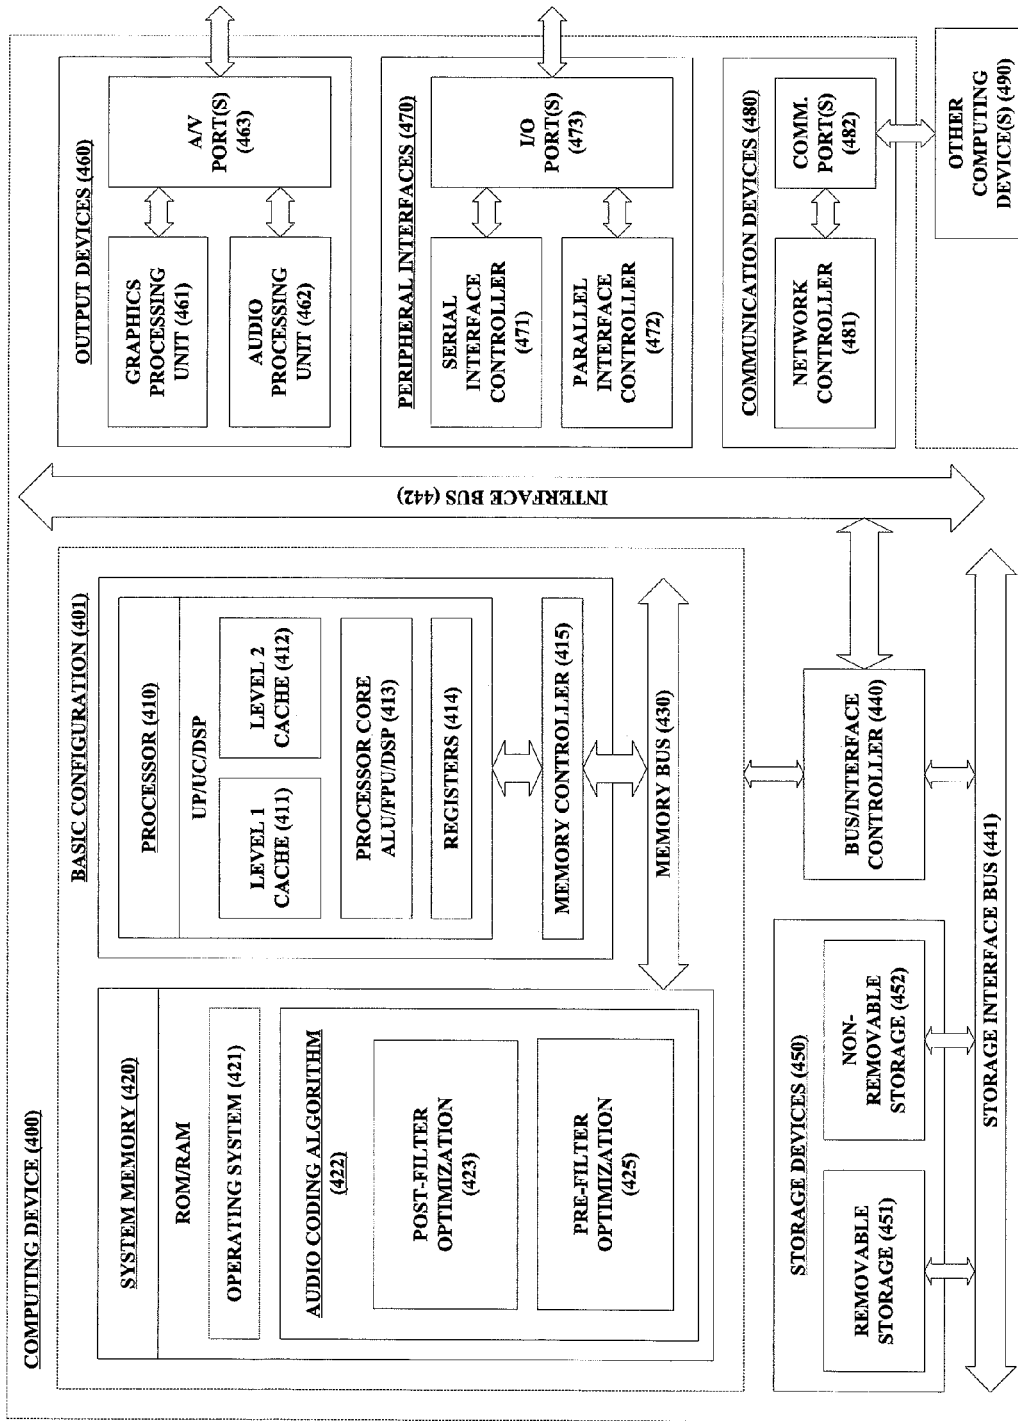 COMPUTING DEVICE (400)
BASIC CONFIGURATION (401)
SYSTEM MEMORY (420)
ROM/RAM
OPERATING SYSTEM (421)
AUDIO CODING ALGORITHM
(422)
POST-FILTER
OPTIMIZATION
(423)
PRE-FILTER
OPTIMIZATION
(425)
PROCESSOR (410)
UP/UC/DSP
LEVEL 1
CACHE (411)
LEVEL 2
CACHE (412)
PROCESSOR CORE
ALU/FPU/DSP (413)
REGISTERS (414)
MEMORY CONTROLLER (415)
MEMORY BUS (430)
STORAGE DEVICES (450)
REMOVABLE
STORAGE (451)
NON-
REMOVABLE
STORAGE (452)
BUS/INTERFACE
CONTROLLER (440)
STORAGE INTERFACE BUS (441)
INTERFACE BUS (442)
OUTPUT DEVICES (460)
GRAPHICS
PROCESSING
UNIT (461)
AUDIO
PROCESSING
UNIT (462)
A/V
PORT(S)
(463)
PERIPHERAL INTERFACES (470)
SERIAL
INTERFACE
CONTROLLER
(471)
PARALLEL
INTERFACE
CONTROLLER
(472)
I/O
PORT(S)
(473)
COMMUNICATION DEVICES (480)
NETWORK
CONTROLLER
(481)
COMM.
PORT(S)
(482)
OTHER
COMPUTING
DEVICE(S) (490)